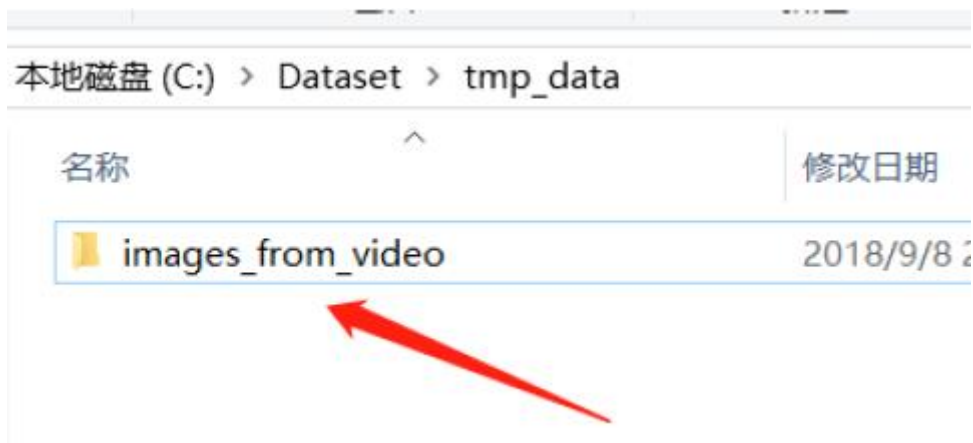 本地磁盘 (C:) > Dataset > tmp_data
名称 修改日期
images_from_video 2018/9/8